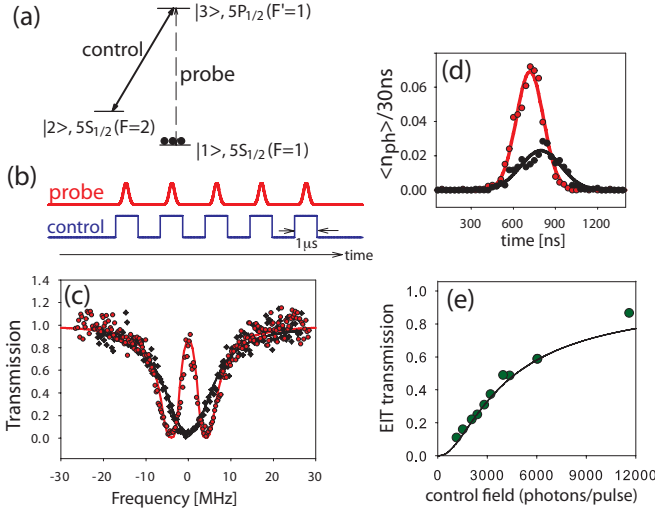 (a)
|3>, 5P1/2(F'=1)
control
probe
|2>, 5S1/2(F=2)
|1>, 5S1/2(F=1)
(b)
probe
control
1μs
time
(c)
Transmission
1.4
1.2
1.0
0.8
0.6
0.4
0.2
0.0
-30 -20 -10 0 10 20 30
Frequency [MHz]
(d)
<nph>/30ns
0.06
0.04
0.02
0.00
300 600 900 1200
time [ns]
(e)
EIT transmission
1.0
0.8
0.6
0.4
0.2
0.0
0 3000 6000 9000 12000
control field (photons/pulse)